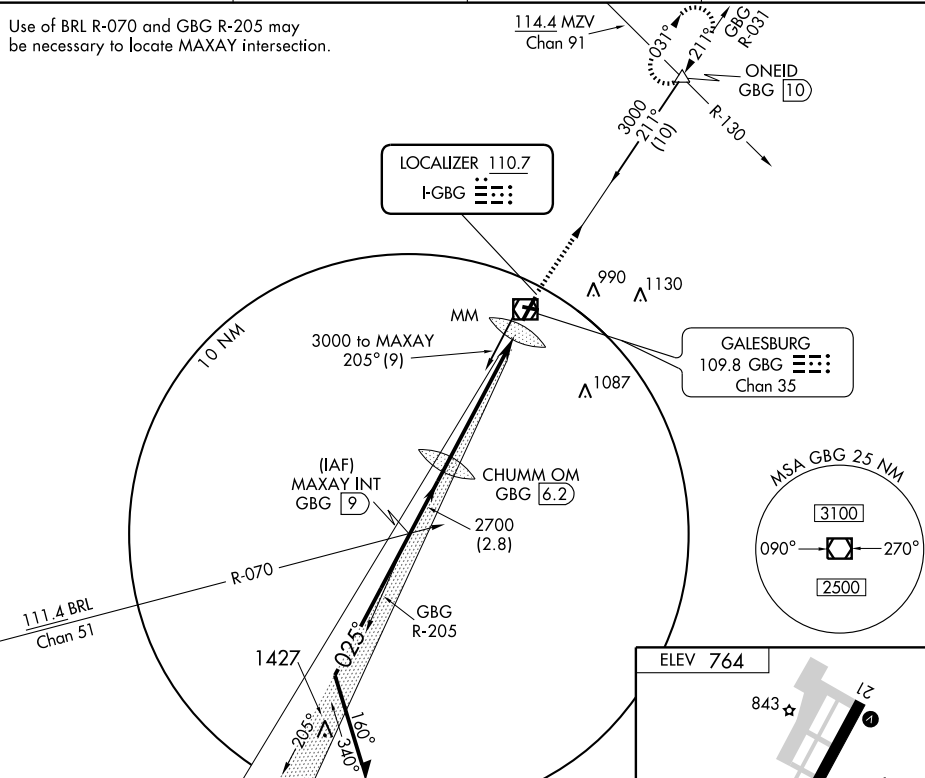 Use of BRL R-070 and GBG R-205 may
be necessary to locate MAXAY intersection.
114.4 MZV
Chan 91
031°
211°
GBG
R-031
ONEID
GBG 10
R-130
3000
211°
(10)
LOCALIZER 110.7
I-GBG
990
1130
MM
10 NM
3000 to MAXAY
205° (9)
GALESBURG
109.8 GBG
Chan 35
1087
(IAF)
MAXAY INT
GBG 9
CHUMM OM
GBG 6.2
2700
(2.8)
MSA GBG 25 NM
3100
090°
270°
2500
R-070
111.4 BRL
Chan 51
GBG
R-205
025°
1427
205°
340°
160°
ELEV 764
843
21
V